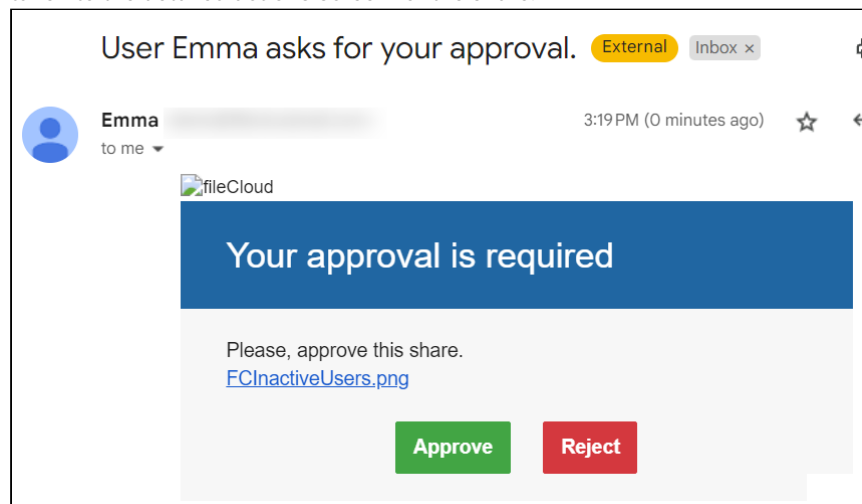 User Emma asks for your approval. External Inbox ×
Emma
3:19 PM (0 minutes ago)
to me
fileCloud
Your approval is required
Please, approve this share.
FCInactiveUsers.png
Approve Reject